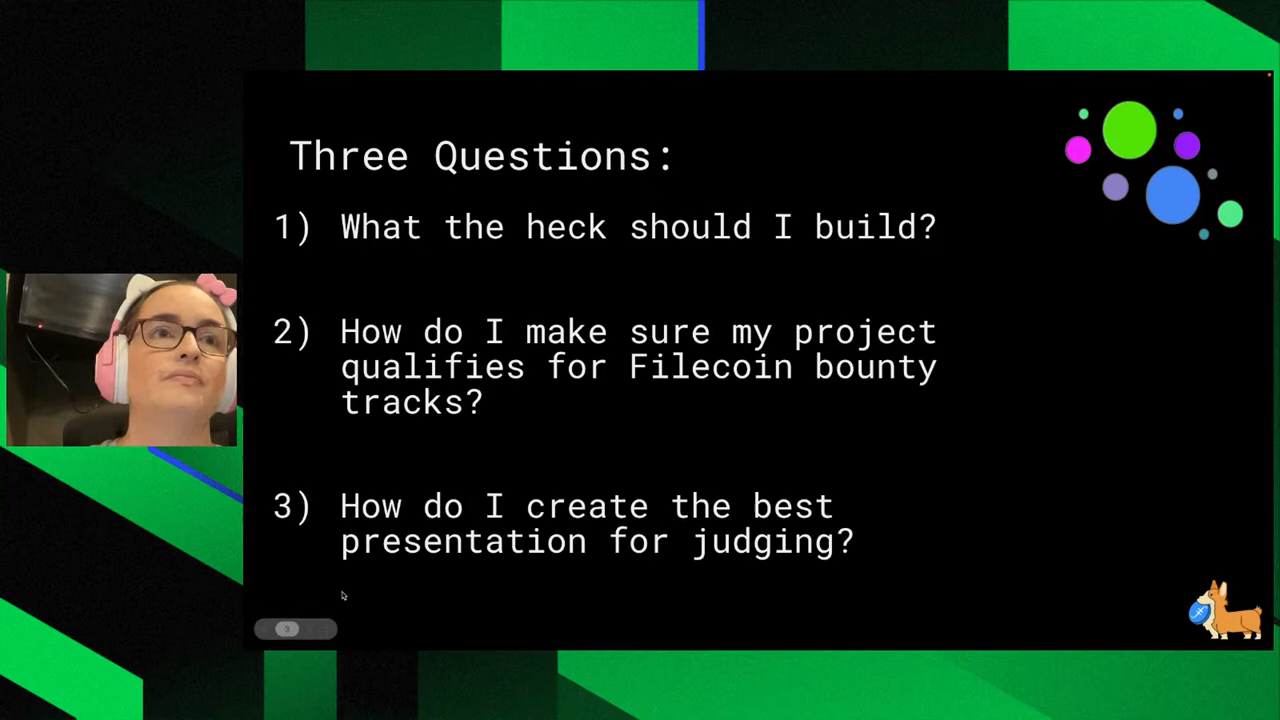 Three Questions:
1) What the heck should I build?
2) How do I make sure my project
qualifies for Filecoin bounty
tracks?
3) How do I create the best
presentation for judging?
3